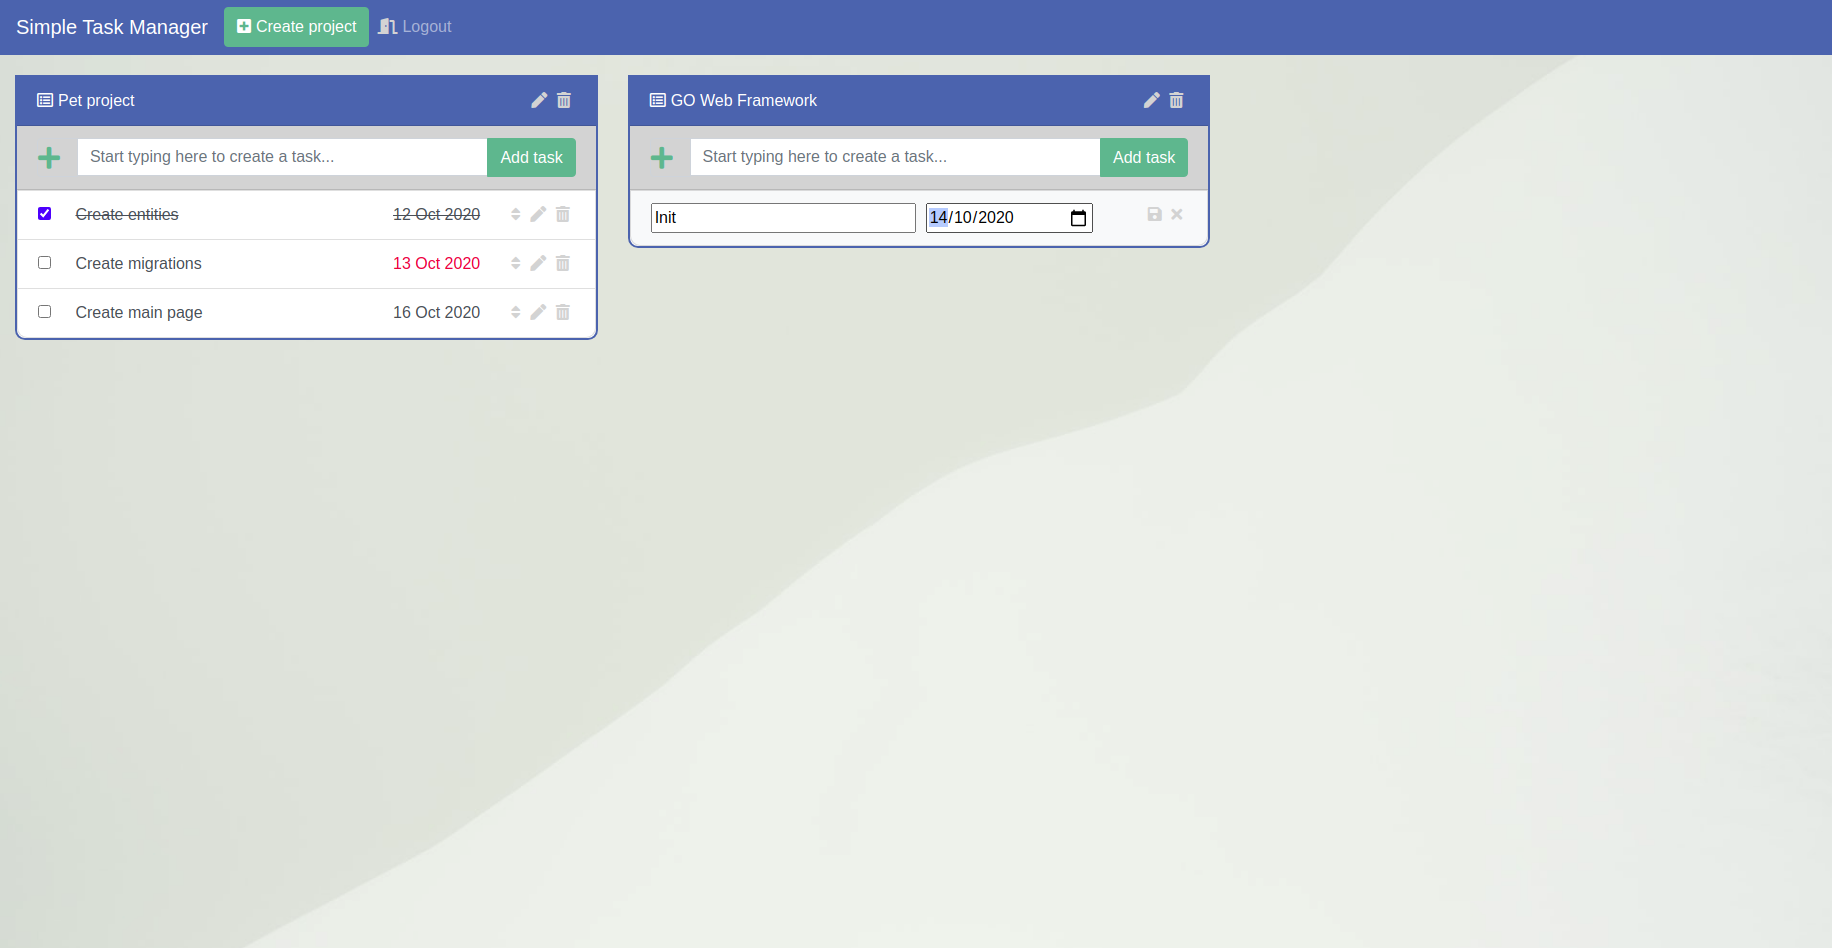 Simple Task Manager Create project Logout
Pet project
Start typing here to create a task... Add task
Create entities 12 Oct 2020
Create migrations 13 Oct 2020
Create main page 16 Oct 2020
GO Web Framework
Start typing here to create a task... Add task
Init 14/10/2020